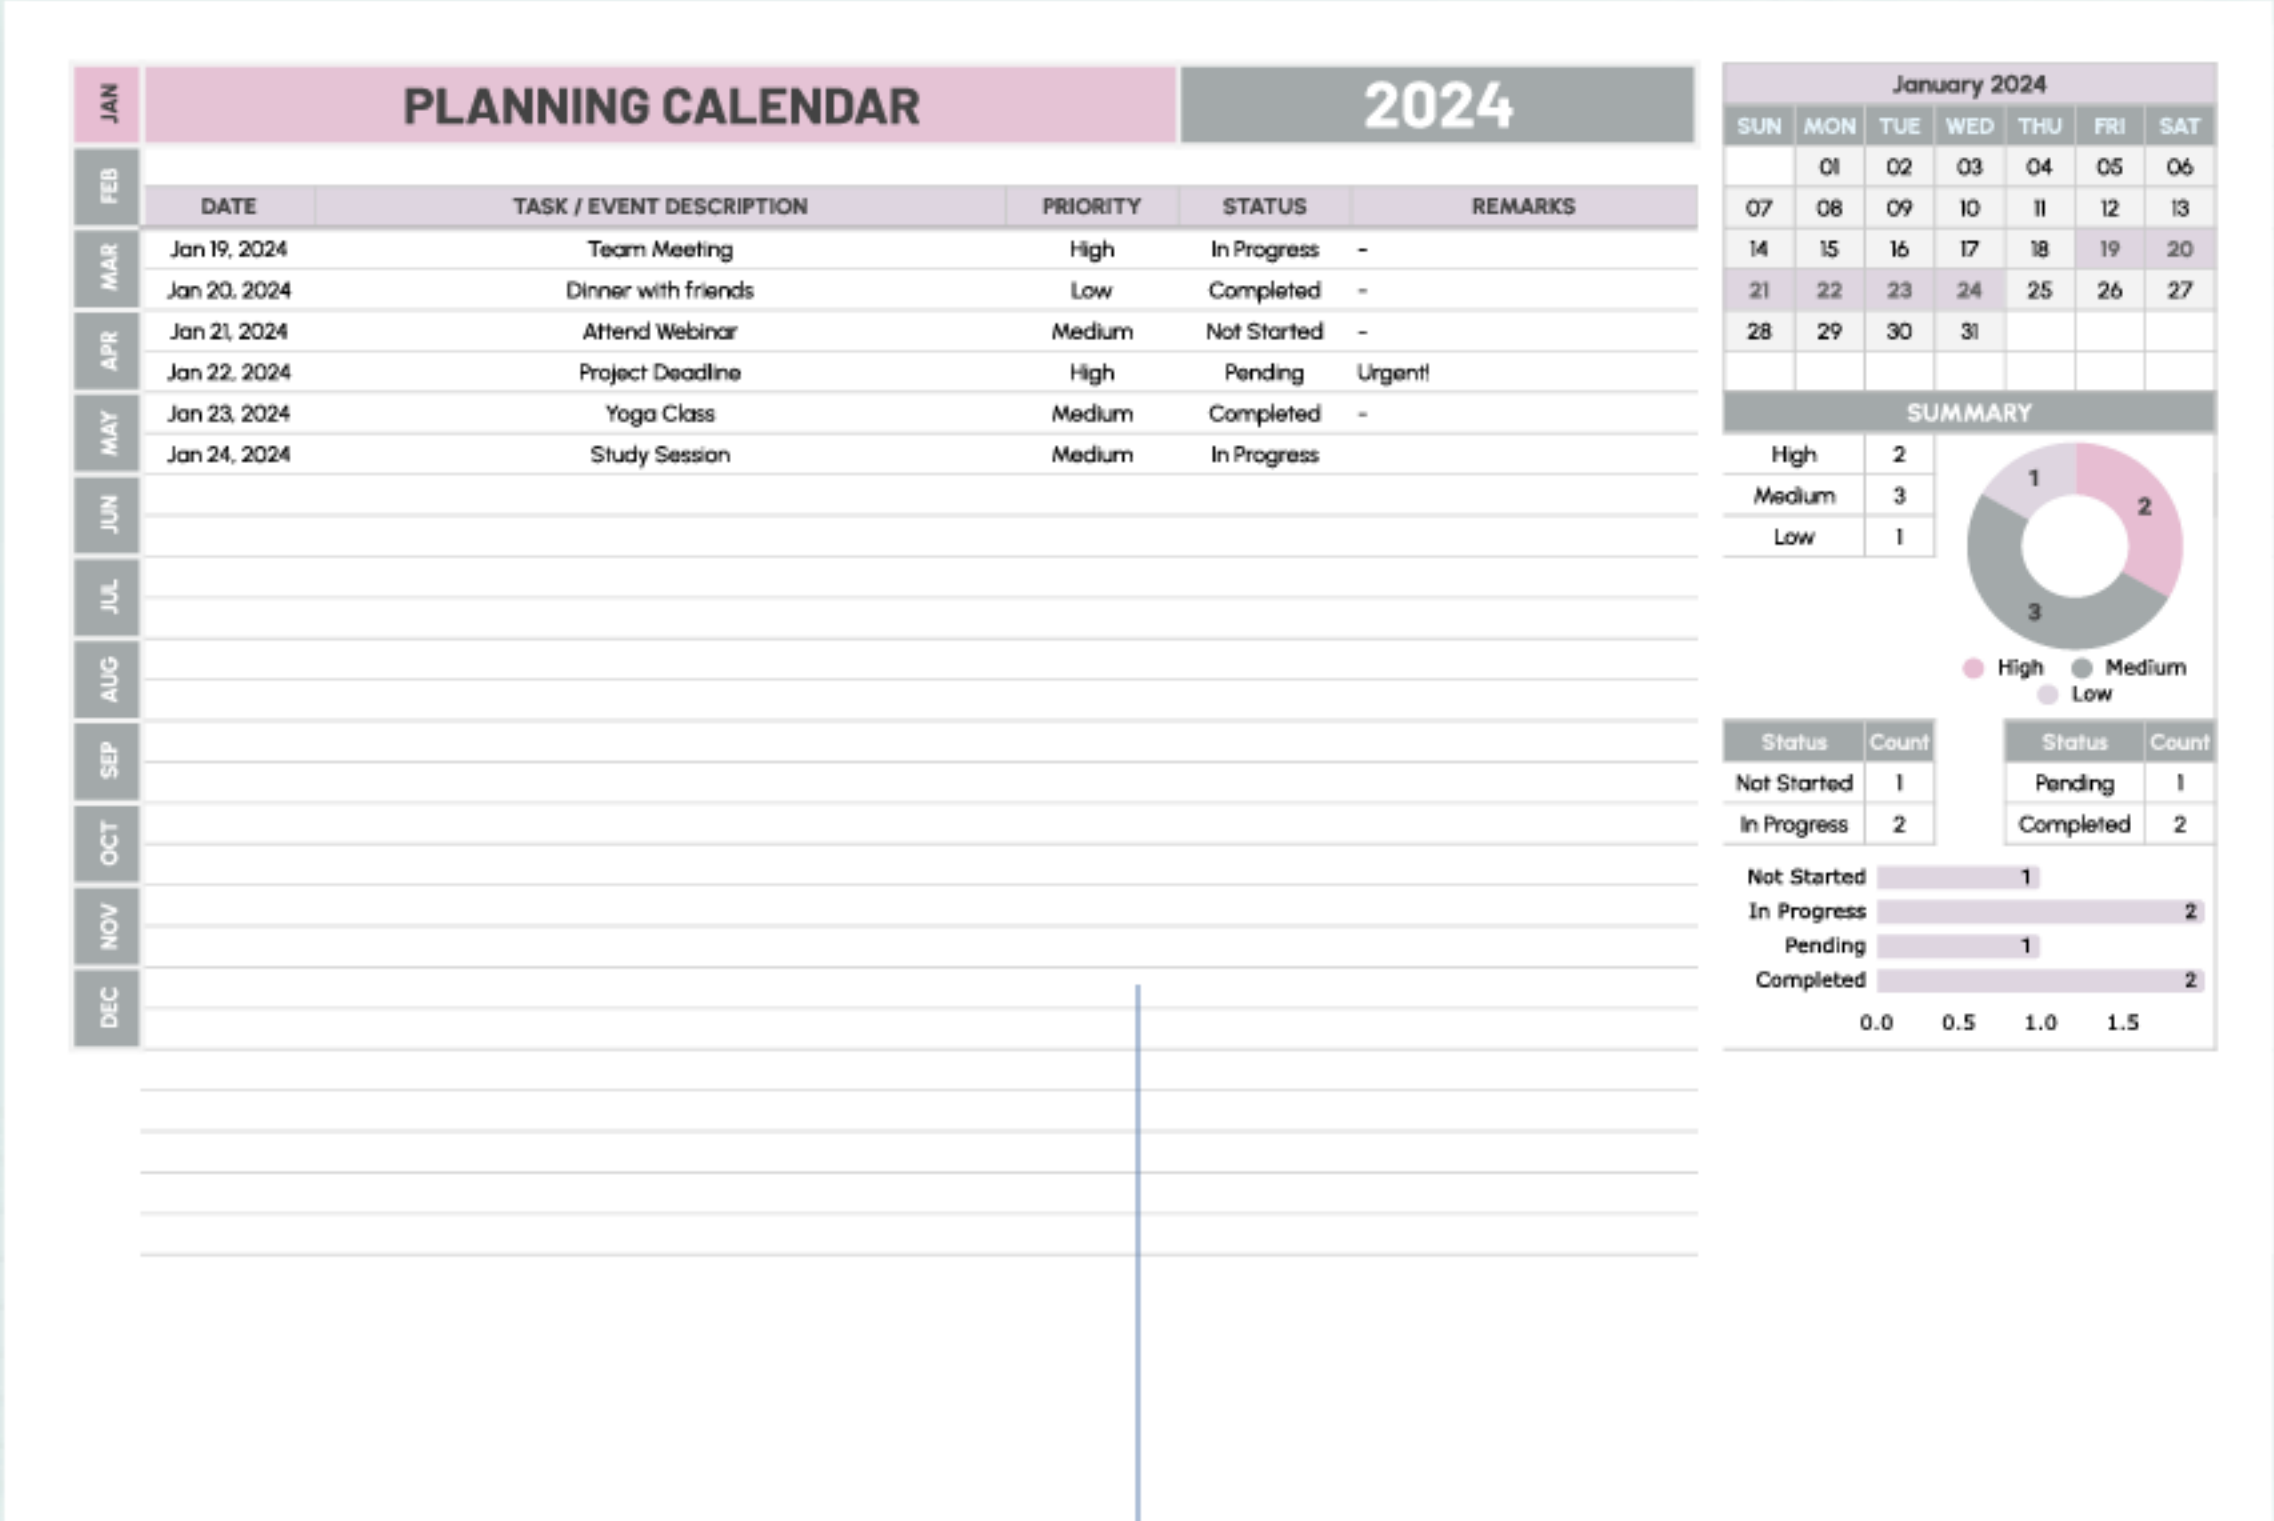 JAN
PLANNING CALENDAR
2024
FEB
MAR
APR
MAY
JUN
JUL
AUG
SEP
OCT
NOV
DEC
DATE TASK / EVENT DESCRIPTION PRIORITY STATUS REMARKS
Jan 19, 2024 Team Meeting High In Progress -
Jan 20, 2024 Dinner with friends Low Completed -
Jan 21, 2024 Attend Webinar Medium Not Started -
Jan 22, 2024 Project Deadline High Pending Urgent!
Jan 23, 2024 Yoga Class Medium Completed -
Jan 24, 2024 Study Session Medium In Progress
January 2024
SUN MON TUE WED THU FRI SAT
01 02 03 04 05 06
07 08 09 10 11 12 13
14 15 16 17 18 19 20
21 22 23 24 25 26 27
28 29 30 31
SUMMARY
High 2
Medium 3
Low 1
1
2
3
High Medium
Low
Status Count
Not Started 1
In Progress 2
Status Count
Pending 1
Completed 2
Not Started 1
In Progress 2
Pending 1
Completed 2
0.0 0.5 1.0 1.5